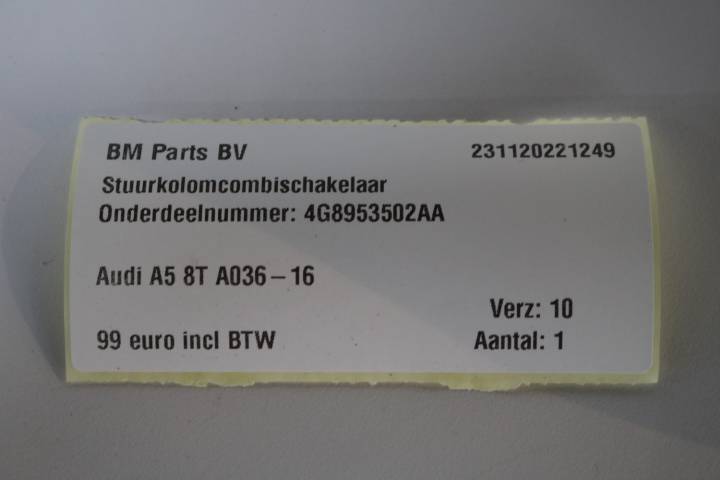 BM Parts BV 231120221249
Stuurkolomcombischakelaar
Onderdeelnummer: 4G8953502AA
Audi A5 8T A036-16
Verz: 10
99 euro incl BTW Aantal: 1